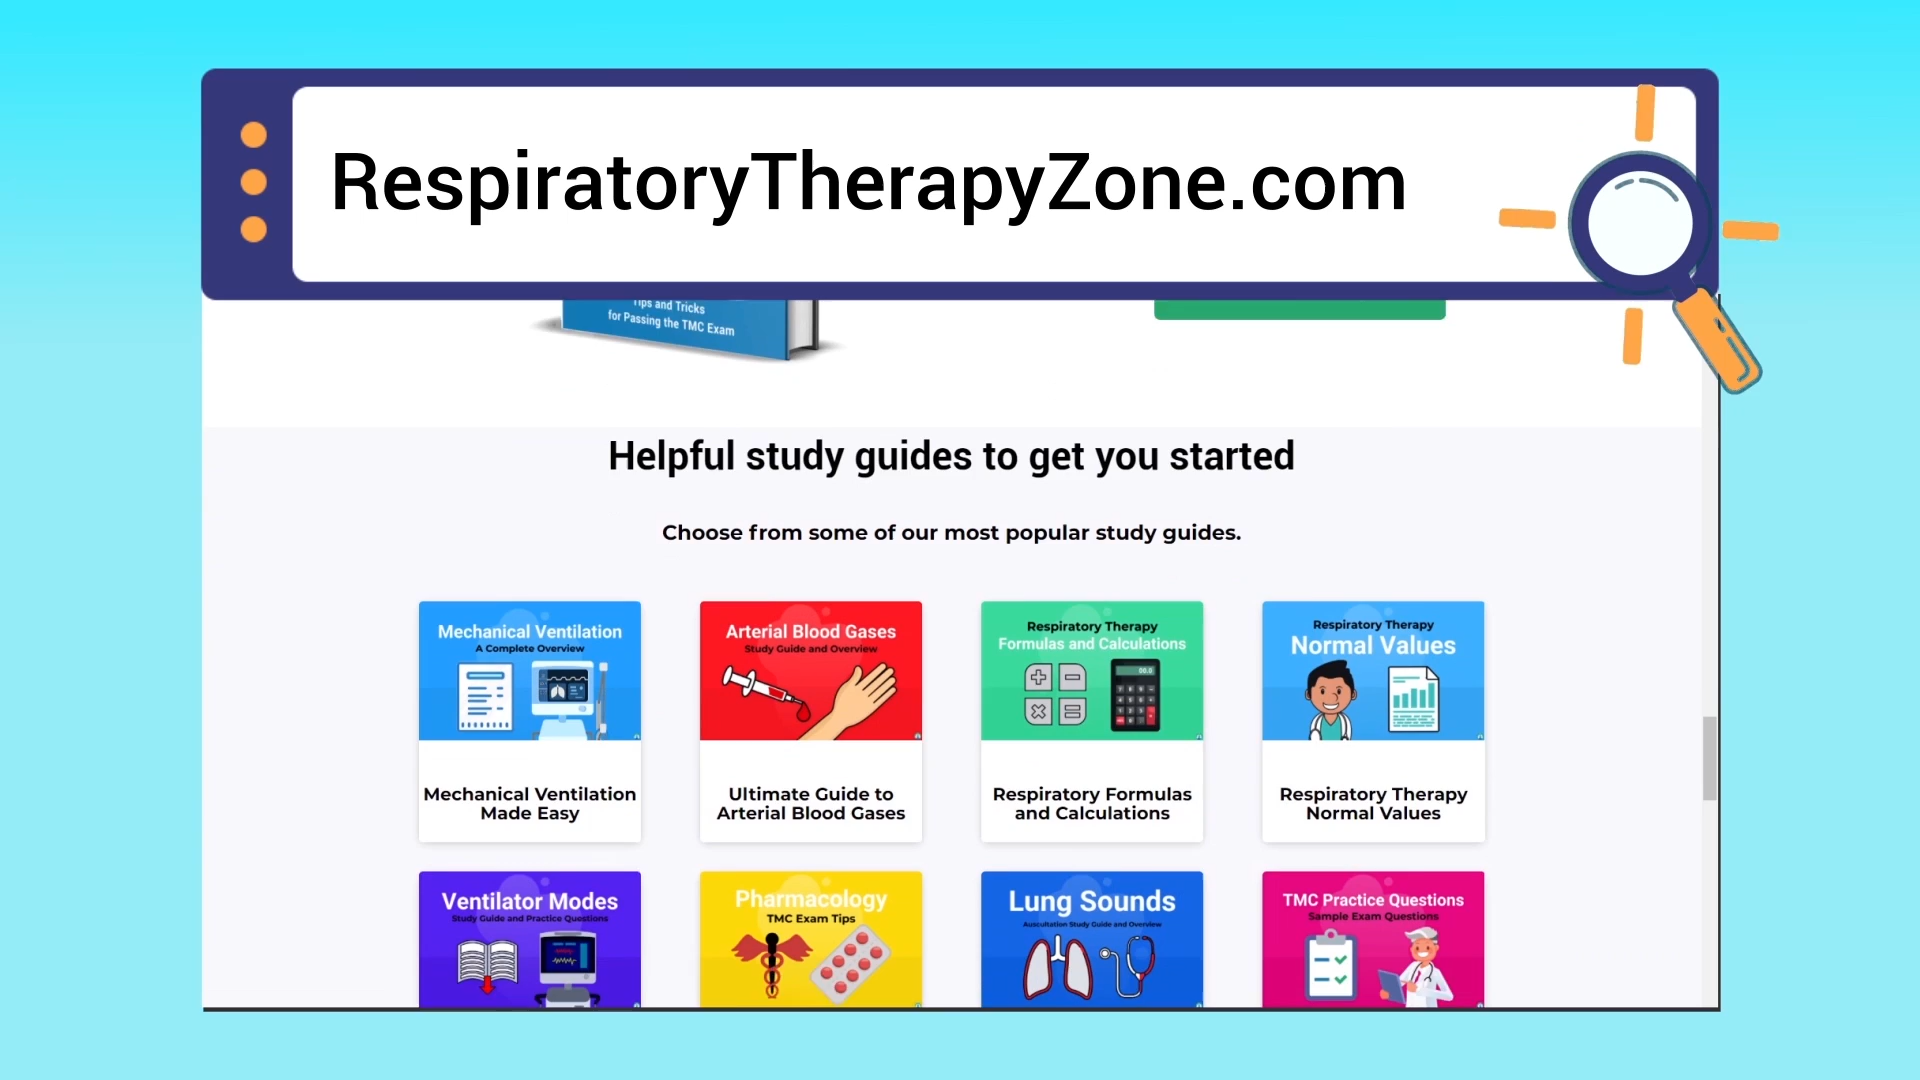 RespiratoryTherapyZone.com
Tips and Tricks
for Passing the TMC Exam
Helpful study guides to get you started
Choose from some of our most popular study guides.
Mechanical Ventilation
A Complete Overview
Mechanical Ventilation
Made Easy
Arterial Blood Gases
Study Guide and Overview
Ultimate Guide to
Arterial Blood Gases
Respiratory Therapy
Formulas and Calculations
Respiratory Formulas
and Calculations
Respiratory Therapy
Normal Values
Respiratory Therapy
Normal Values
Ventilator Modes
Study Guide and Practice Questions
Pharmacology
TMC Exam Tips
Lung Sounds
Auscultation Study Guide and Overview
TMC Practice Questions
Sample Exam Questions